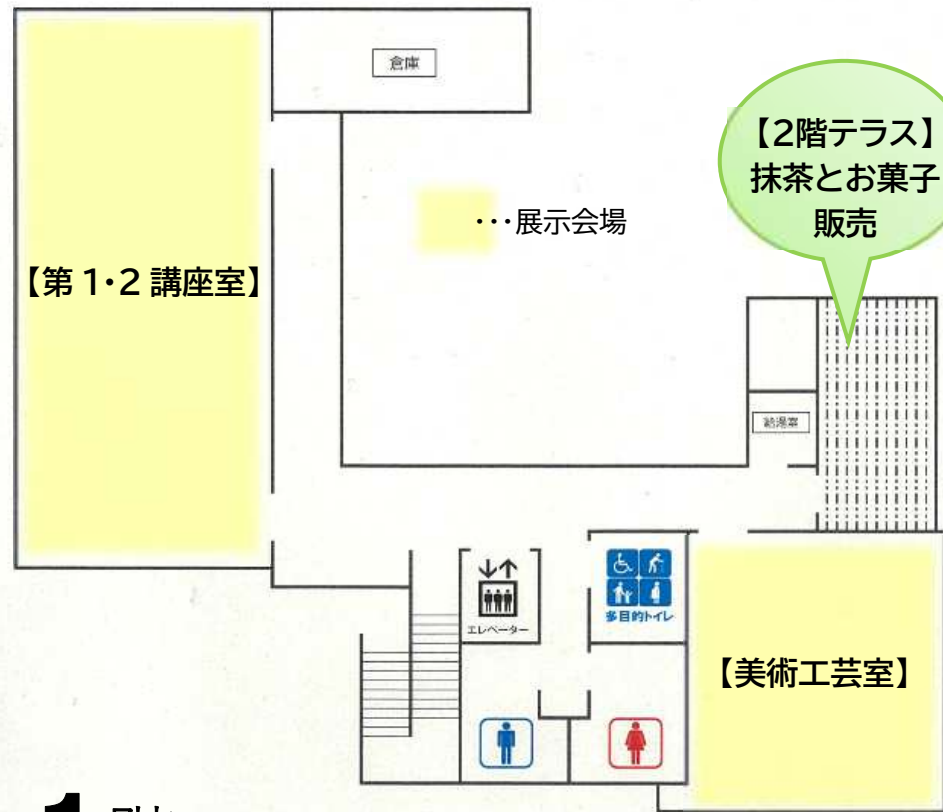 倉庫
【2階テラス】
抹茶とお菓子
販売
･･･展示会場
【第 1・2 講座室】
給湯室
エレベーター
多目的トイレ
【美術工芸室】
1